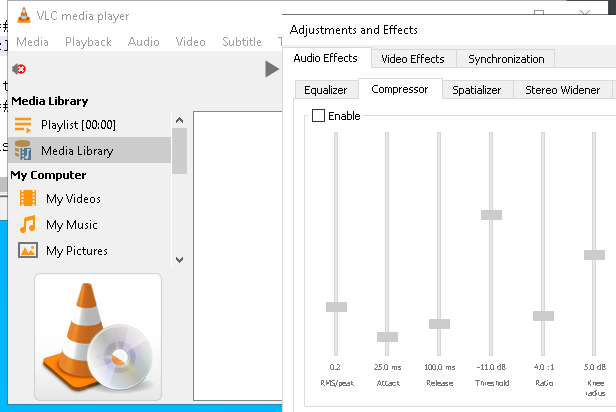 VLC media player
Media Playback Audio Video Subtitle
Media Library
Playlist [00:00]
Media Library
My Computer
My Videos
My Music
My Pictures
Adjustments and Effects
Audio Effects Video Effects Synchronization
Equalizer Compressor Spatializer Stereo Widener
Enable
0.2 25.0 ms 100.0 ms -11.0 dB 4.0 :1 5.0 dB
RMS/peak Attack Release Threshold Ratio Knee
radius